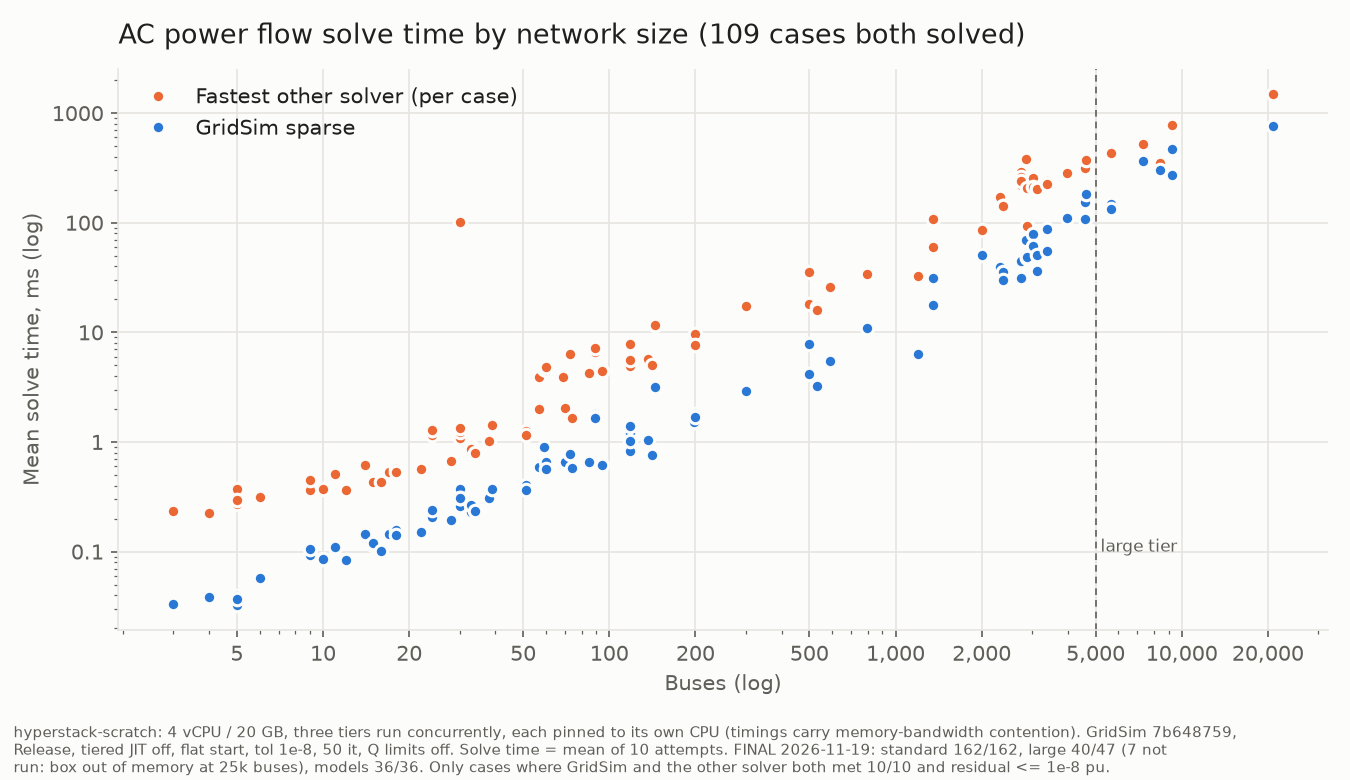 AC power flow solve time by network size (109 cases both solved)
Fastest other solver (per case)
GridSim sparse
1000
100
10
1
0.1
Mean solve time, ms (log)
large tier
5 10 20 50 100 200 500 1,000 2,000 5,000 10,000 20,000
Buses (log)
hyperstack-scratch: 4 vCPU / 20 GB, three tiers run concurrently, each pinned to its own CPU (timings carry memory-bandwidth contention). GridSim 7b648759,
Release, tiered JIT off, flat start, tol 1e-8, 50 it, Q limits off. Solve time = mean of 10 attempts. FINAL 2026-11-19: standard 162/162, large 40/47 (7 not
run: box out of memory at 25k buses), models 36/36. Only cases where GridSim and the other solver both met 10/10 and residual <= 1e-8 pu.